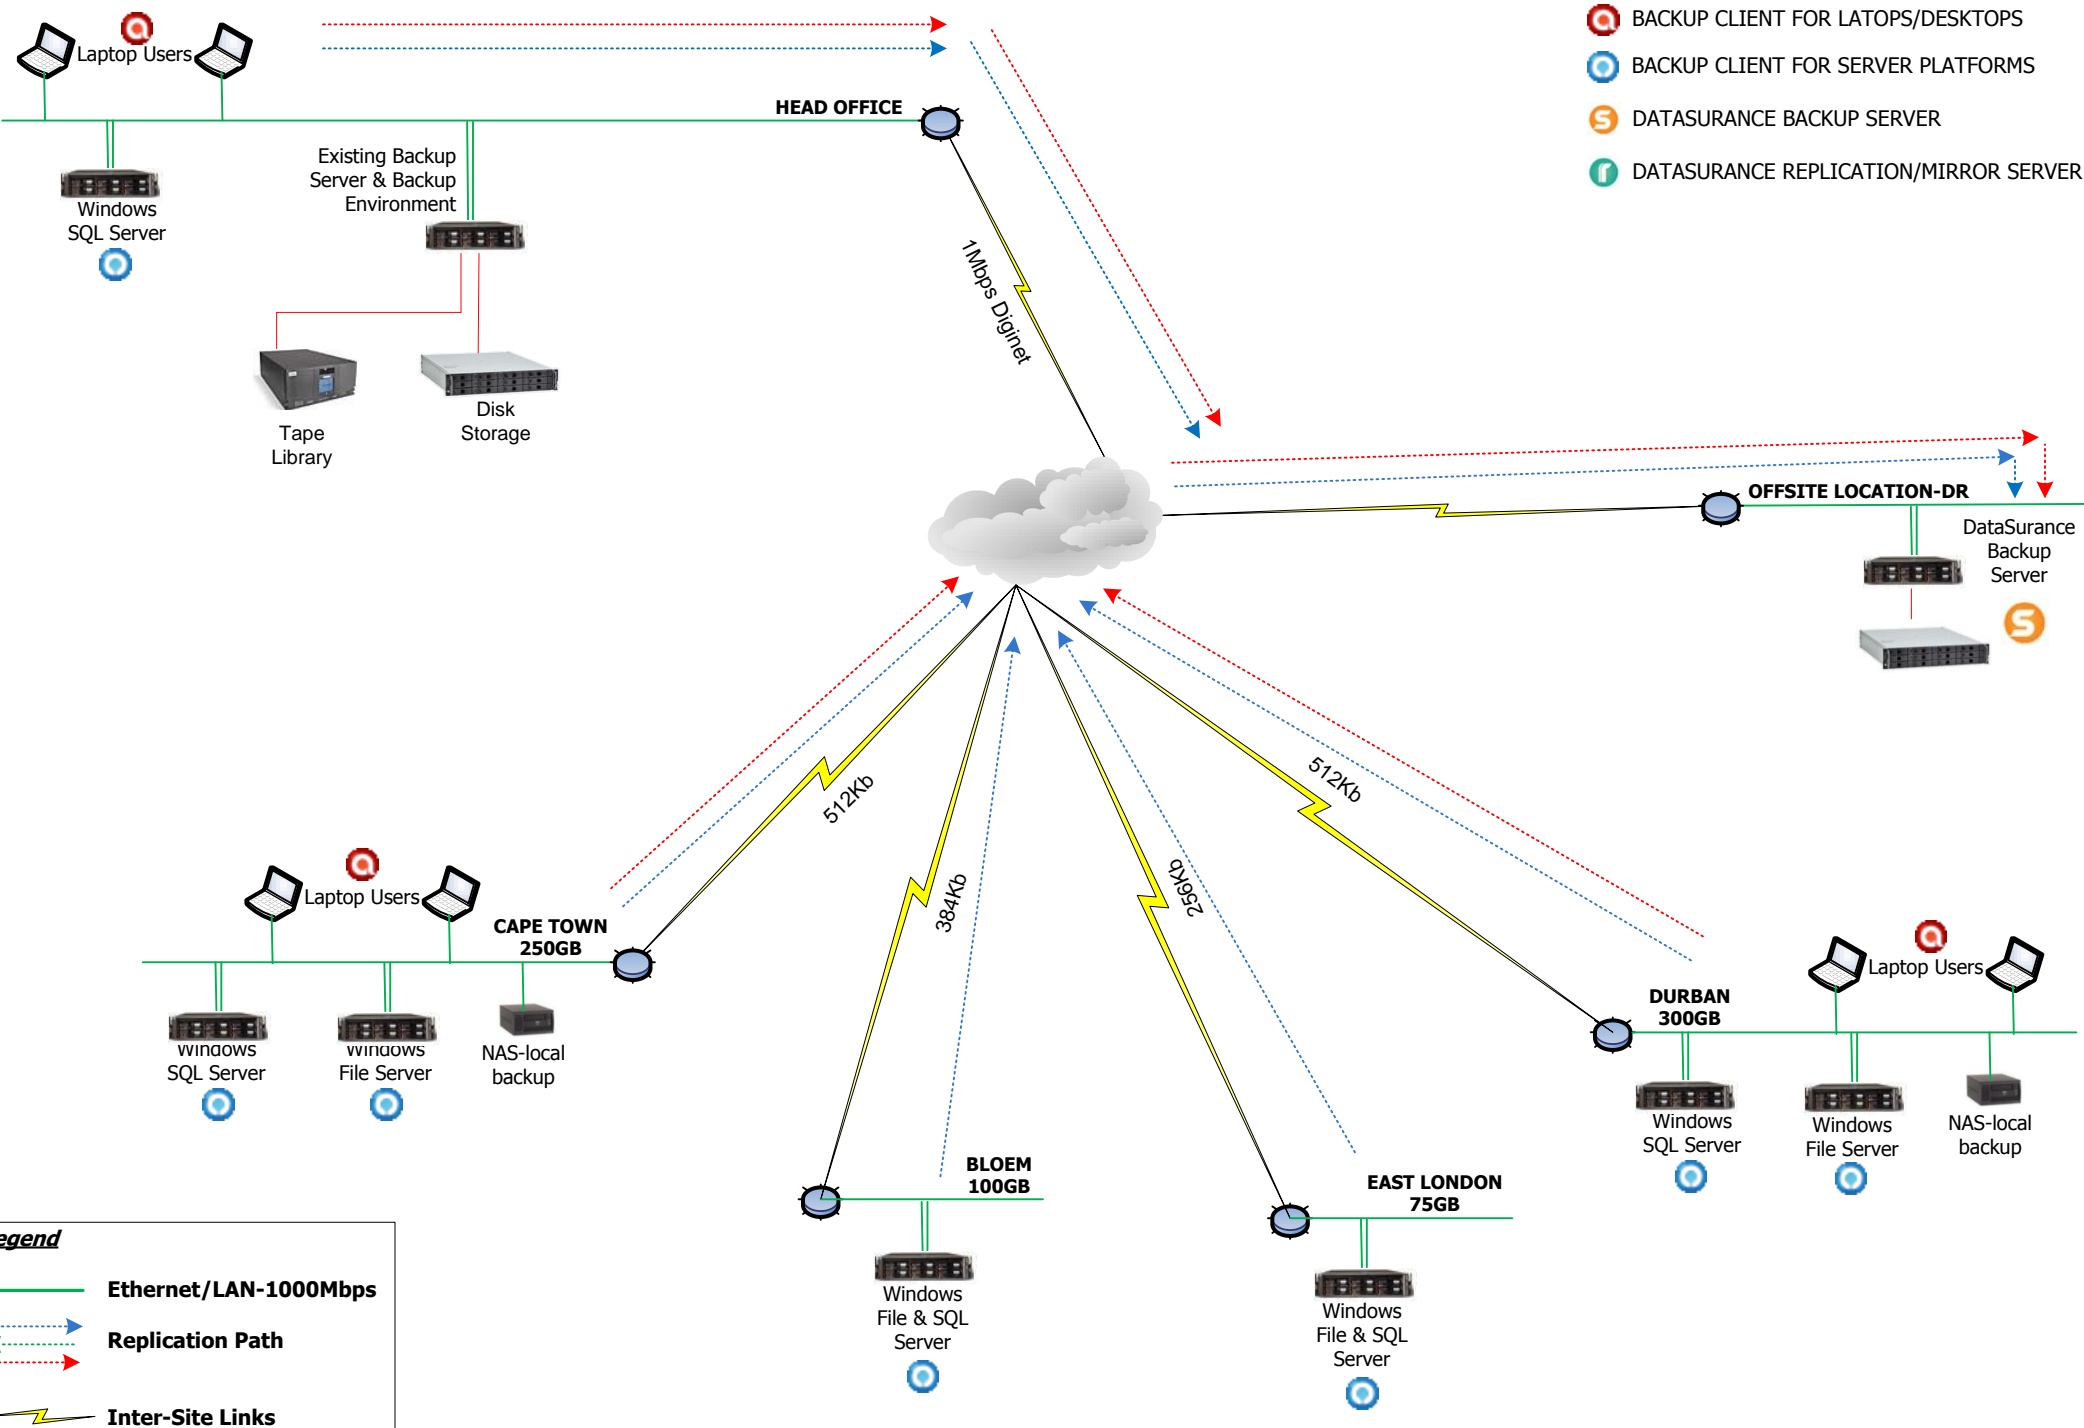 BACKUP CLIENT FOR LATOPS/DESKTOPS
BACKUP CLIENT FOR SERVER PLATFORMS
DATASURANCE BACKUP SERVER
DATASURANCE REPLICATION/MIRROR SERVER
Laptop Users
HEAD OFFICE
Existing Backup
Server & Backup
Environment
Windows
SQL Server
1Mbps Diginet
Tape
Library
Disk
Storage
OFFSITE LOCATION-DR
DataSurance
Backup
Server
512Kb
384Kb
256Kb
512Kb
Laptop Users
CAPE TOWN
250GB
Windows
SQL Server
Windows
File Server
NAS-local
backup
Laptop Users
DURBAN
300GB
Windows
SQL Server
Windows
File Server
NAS-local
backup
BLOEM
100GB
Windows
File & SQL
Server
EAST LONDON
75GB
Windows
File & SQL
Server
egend
Ethernet/LAN-1000Mbps
Replication Path
Inter-Site Links